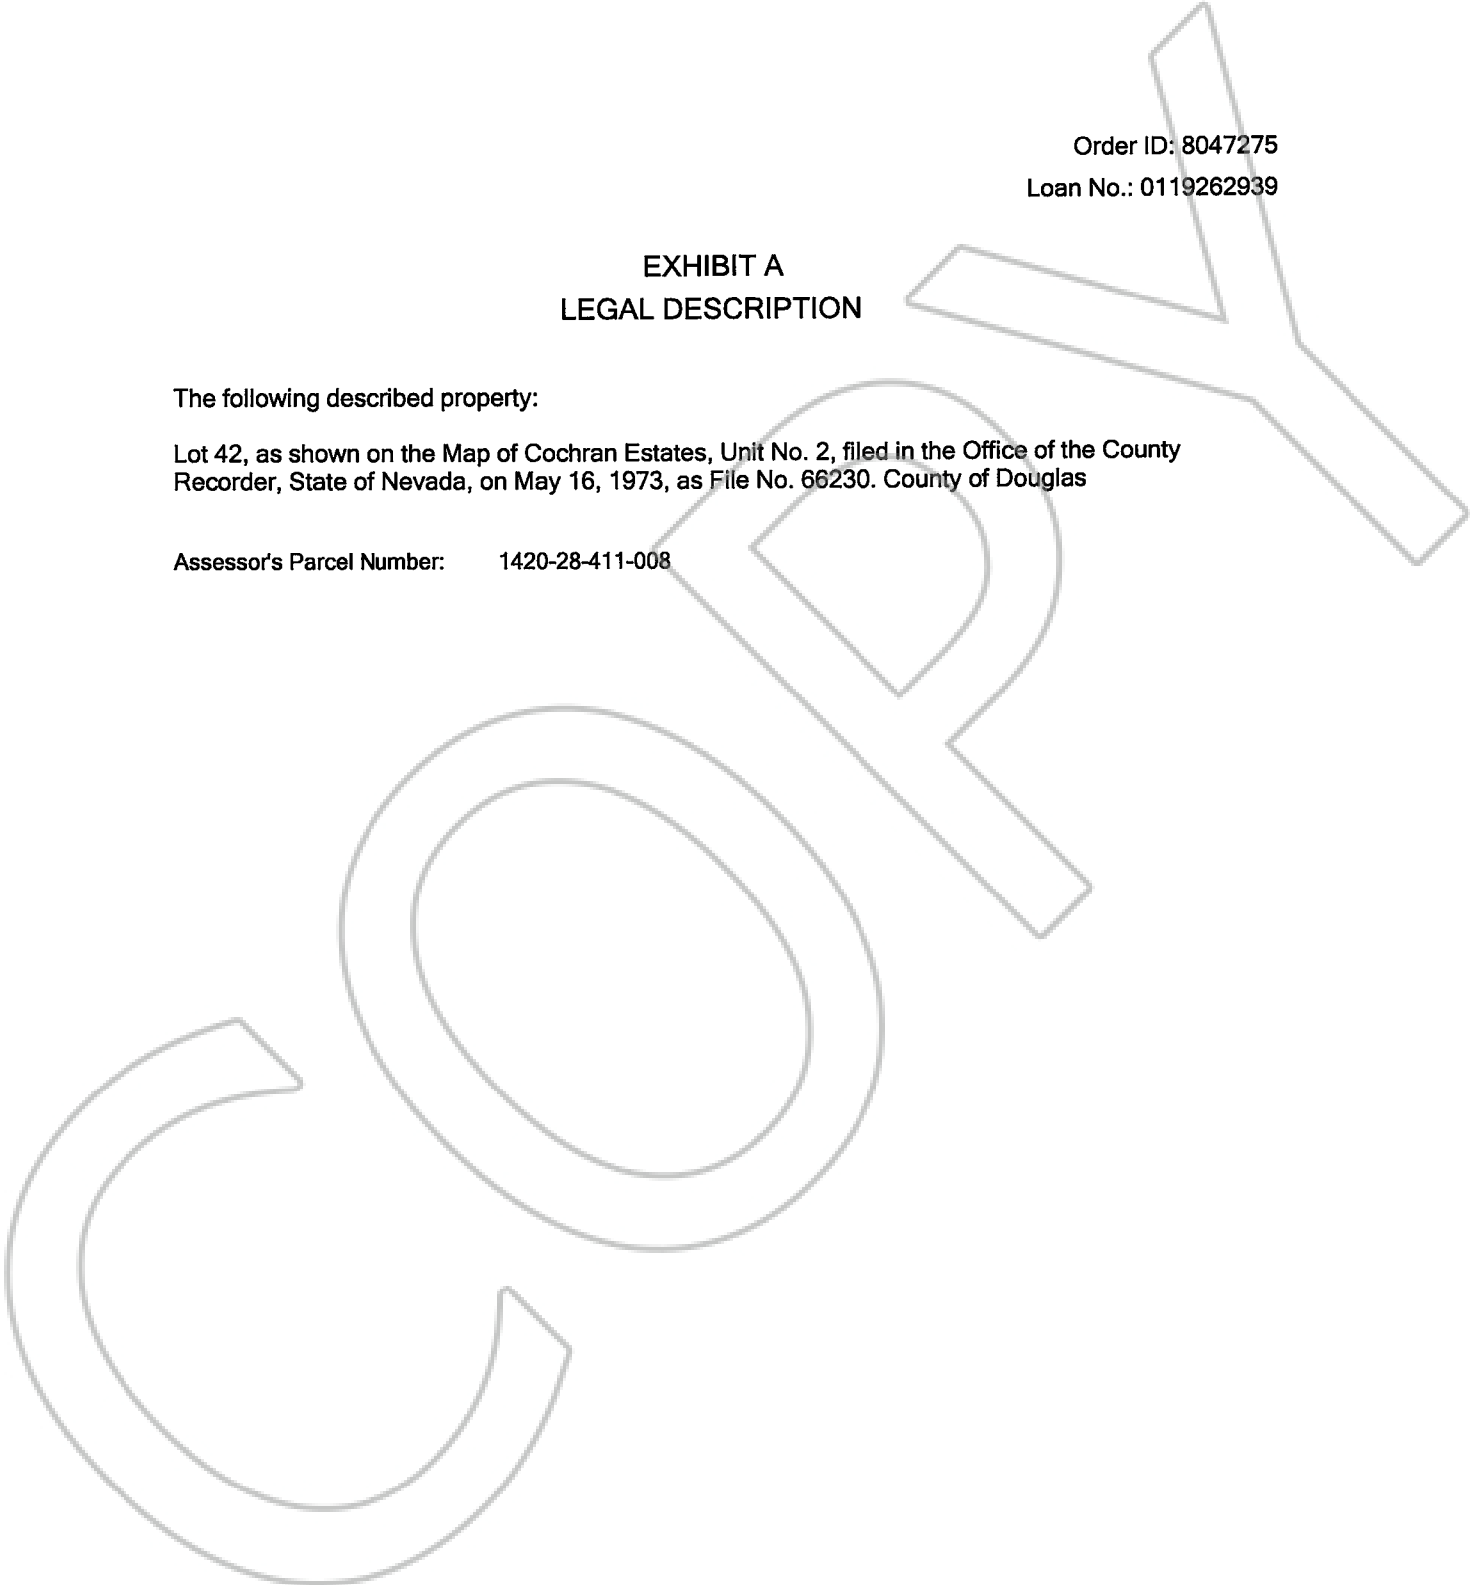 Order ID: 8047275
Loan No.: 0119262939
EXHIBIT A
LEGAL DESCRIPTION
The following described property:
Lot 42, as shown on the Map of Cochran Estates, Unit No. 2, filed in the Office of the County
Recorder, State of Nevada, on May 16, 1973, as File No. 66230. County of Douglas
Assessor's Parcel Number: 1420-28-411-008
COPY